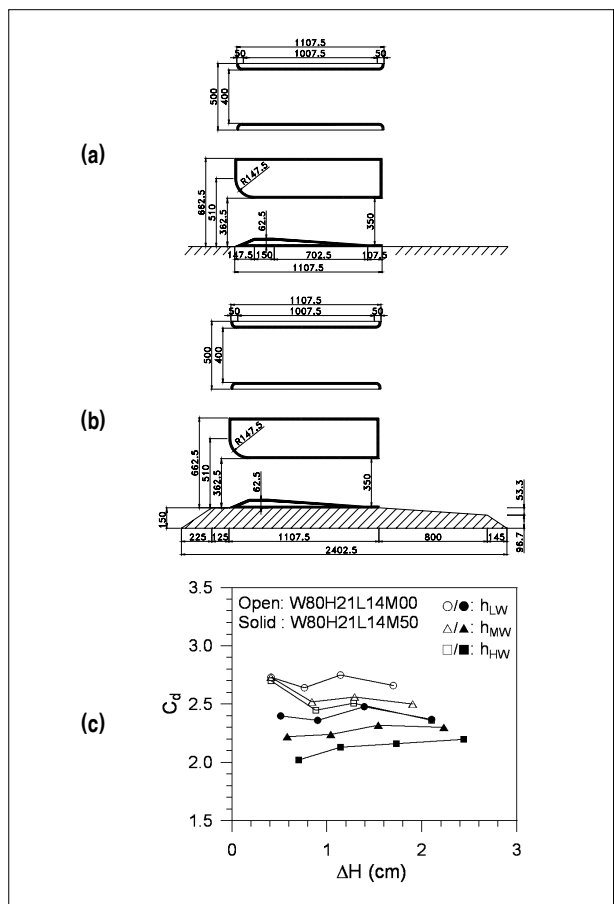 1107.5
50 1007.5 50
500
400
(a)
R147.5
662.5
510
362.5
62.5
350
147.5 150 702.5 107.5
1107.5
1107.5
50 1007.5 50
500
400
(b)
R147.5
662.5
510
362.5
62.5
350
53.3
150
96.7
225 125 1107.5 800 145
2402.5
3.5
Open: W80H21L14M00
Solid : W80H21L14M50
○/●: hLW
△/▲: hMW
□/■: hHW
3.0
(c)
Cd
2.5
2.0
1.5
0 1 2 3
ΔH (cm)